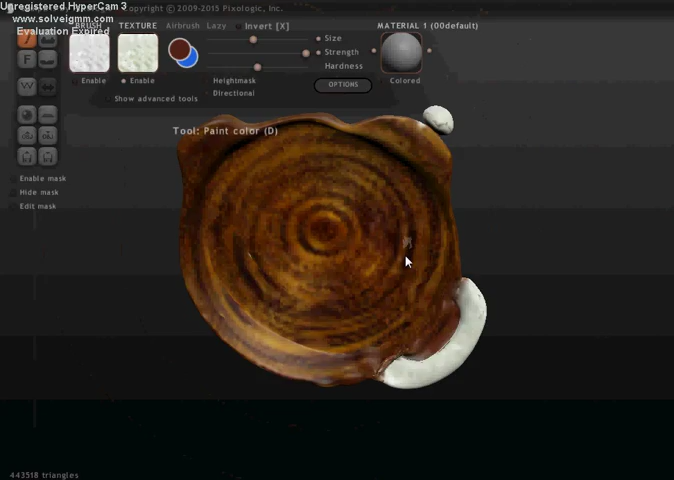 Unregistered HyperCam 3
Copyright © 2009-2015 Pixologic, Inc.
www.solveigmm.com
Evaluation Expired
BRUSH
TEXTURE
Airbrush
Lazy
Invert [X]
MATERIAL 1 (00default)
Size
Strength
Hardness
Enable
Enable
Heightmask
Directional
OPTIONS
Colored
Show advanced tools
Tool: Paint color (D)
Enable mask
Hide mask
Edit mask
443518 triangles